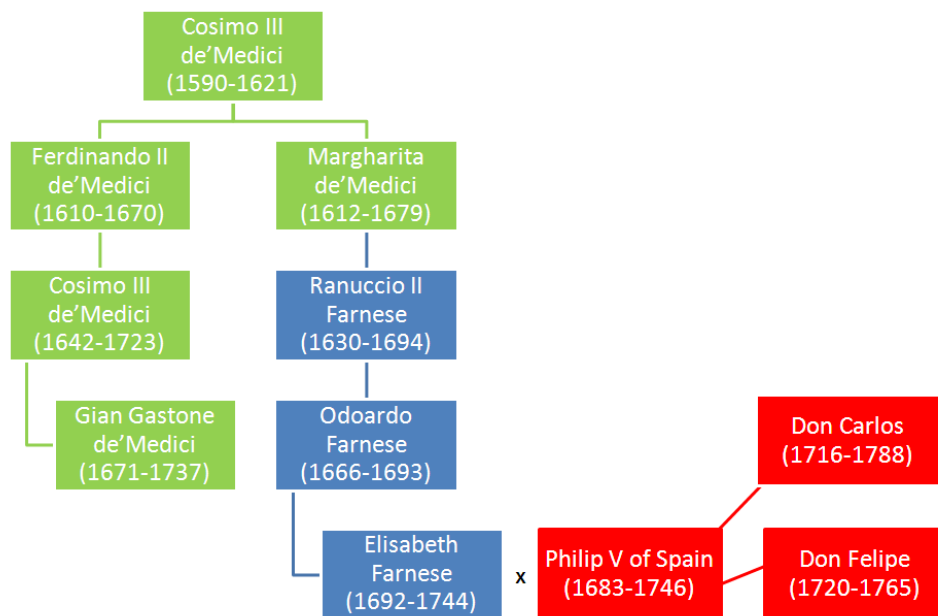 Cosimo III
de’Medici
(1590-1621)
Ferdinando II
de’Medici
(1610-1670)
Margharita
de’Medici
(1612-1679)
Cosimo III
de’Medici
(1642-1723)
Ranuccio II
Farnese
(1630-1694)
Gian Gastone
de’Medici
(1671-1737)
Odoardo
Farnese
(1666-1693)
Don Carlos
(1716-1788)
Elisabeth
Farnese
(1692-1744)
x
Philip V of Spain
(1683-1746)
Don Felipe
(1720-1765)